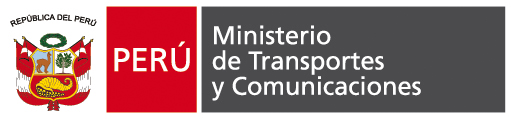 REPÚBLICA DEL PERÚ
PERÚ
Ministerio
de Transportes
y Comunicaciones